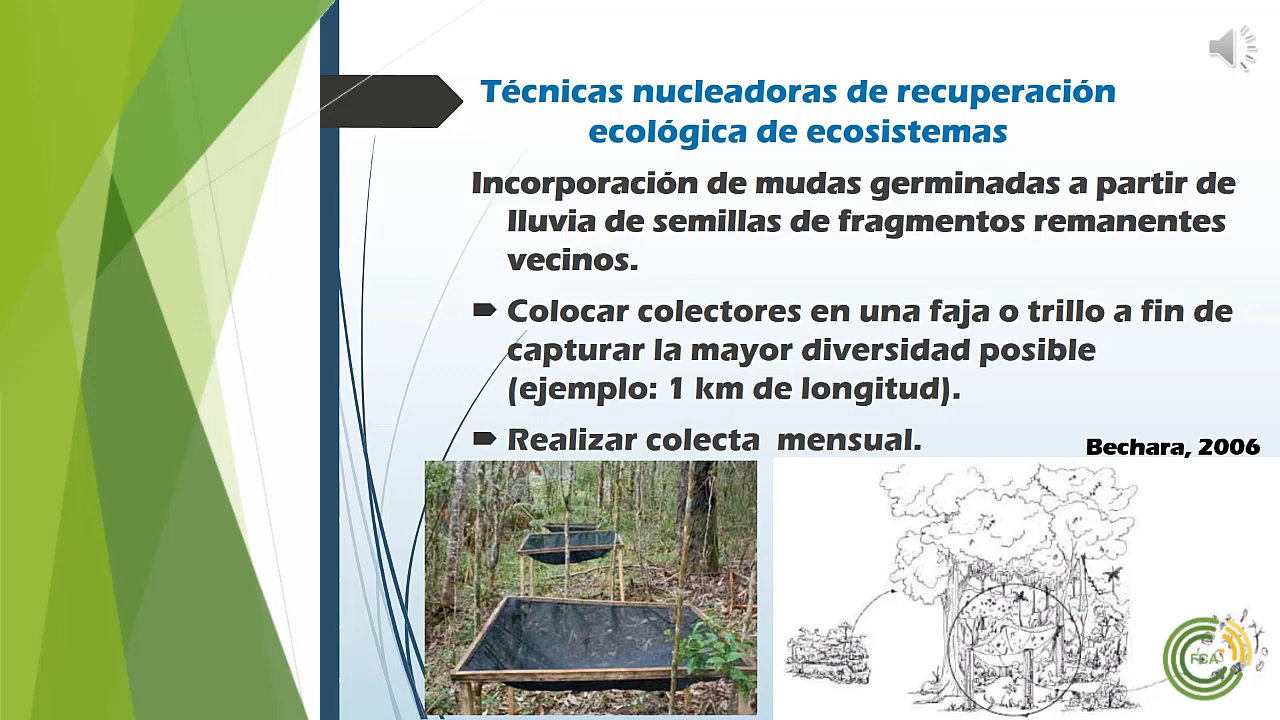 Técnicas nucleadoras de recuperación
ecológica de ecosistemas
Incorporación de mudas germinadas a partir de
lluvia de semillas de fragmentos remanentes
vecinos.
Colocar colectores en una faja o trillo a fin de
capturar la mayor diversidad posible
(ejemplo: 1 km de longitud).
Realizar colecta mensual.
Bechara, 2006
FCA